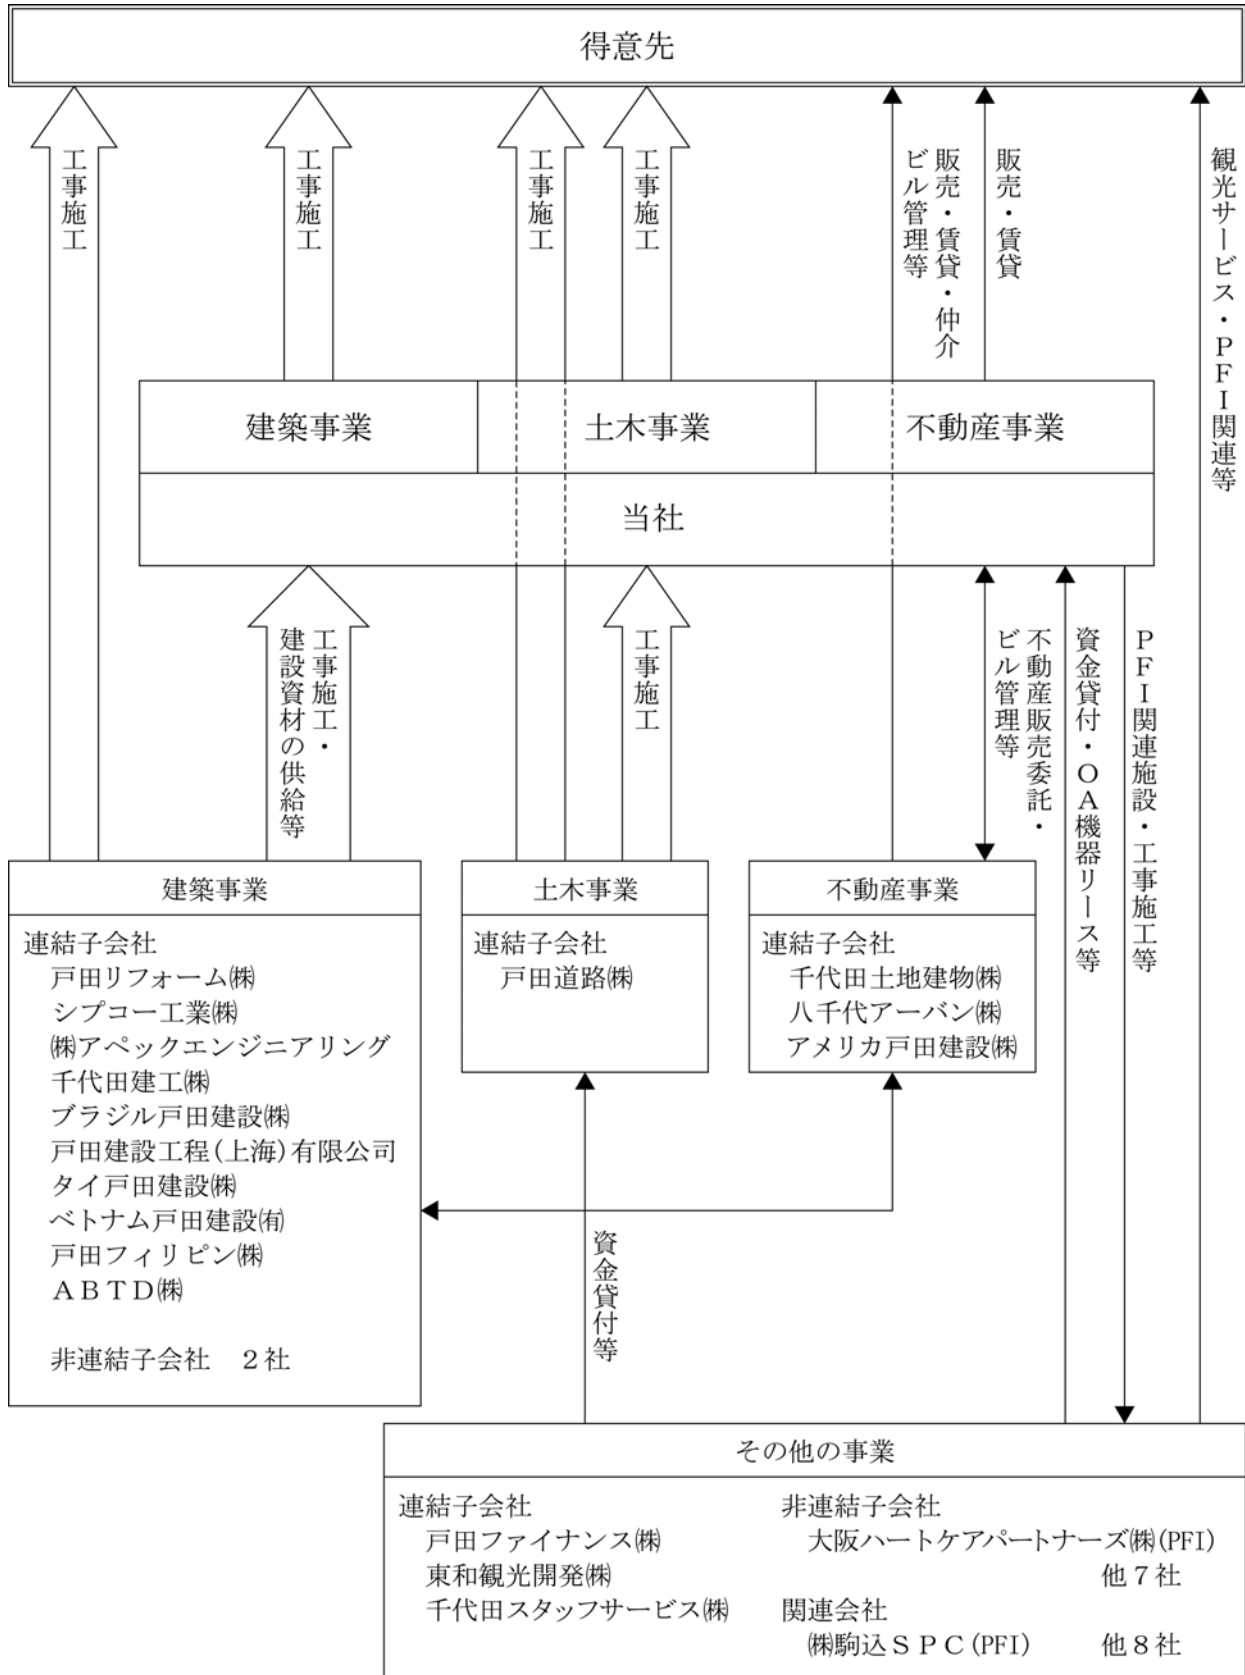 得意先
工事施工
工事施工
工事施工
工事施工
販売・賃貸・仲介
ビル管理等
販売・賃貸
観光サービス・ＰＦＩ関連等
建築事業
土木事業
不動産事業
当社
工事施工・
建設資材の供給等
工事施工
不動産販売委託・
ビル管理等
資金貸付・ＯＡ機器リース等
ＰＦＩ関連施設・工事施工等
建築事業
連結子会社
戸田リフォーム㈱
シプコー工業㈱
㈱アペックエンジニアリング
千代田建工㈱
ブラジル戸田建設㈱
戸田建設工程(上海)有限公司
タイ戸田建設㈱
ベトナム戸田建設㈲
戸田フィリピン㈱
ＡＢＴＤ㈱
非連結子会社　２社
土木事業
連結子会社
戸田道路㈱
不動産事業
連結子会社
千代田土地建物㈱
八千代アーバン㈱
アメリカ戸田建設㈱
資金貸付等
その他の事業
連結子会社
戸田ファイナンス㈱
東和観光開発㈱
千代田スタッフサービス㈱
非連結子会社
大阪ハートケアパートナーズ㈱(PFI)
他７社
関連会社
㈱駒込ＳＰＣ(PFI)　他８社